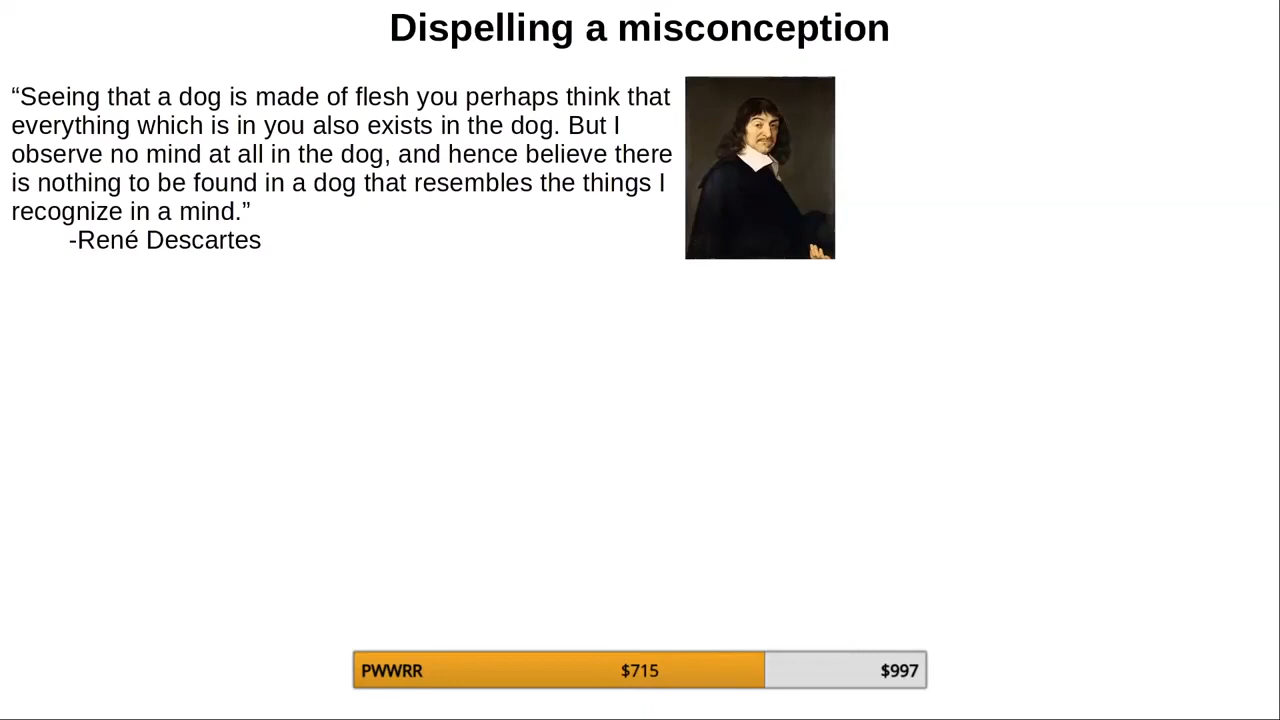 Dispelling a misconception
“Seeing that a dog is made of flesh you perhaps think that
everything which is in you also exists in the dog. But I
observe no mind at all in the dog, and hence believe there
is nothing to be found in a dog that resembles the things I
recognize in a mind.”
-René Descartes
PWWRR $715 $997